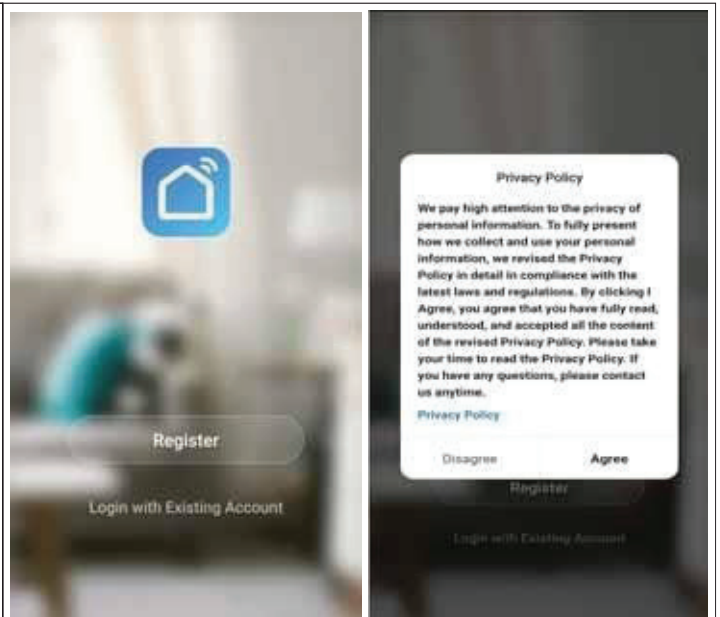 Register
Login with Existing Account
Privacy Policy
We pay high attention to the privacy of
personal information. To fully present
how we collect and use your personal
information, we revised the Privacy
Policy in detail in compliance with the
latest laws and regulations. By clicking I
Agree, you agree that you have fully read,
understood, and accepted all the content
of the revised Privacy Policy. Please take
your time to read the Privacy Policy. If
you have any questions, please contact
us anytime.
Privacy Policy
Disagree Agree
Register
Login with Existing Account